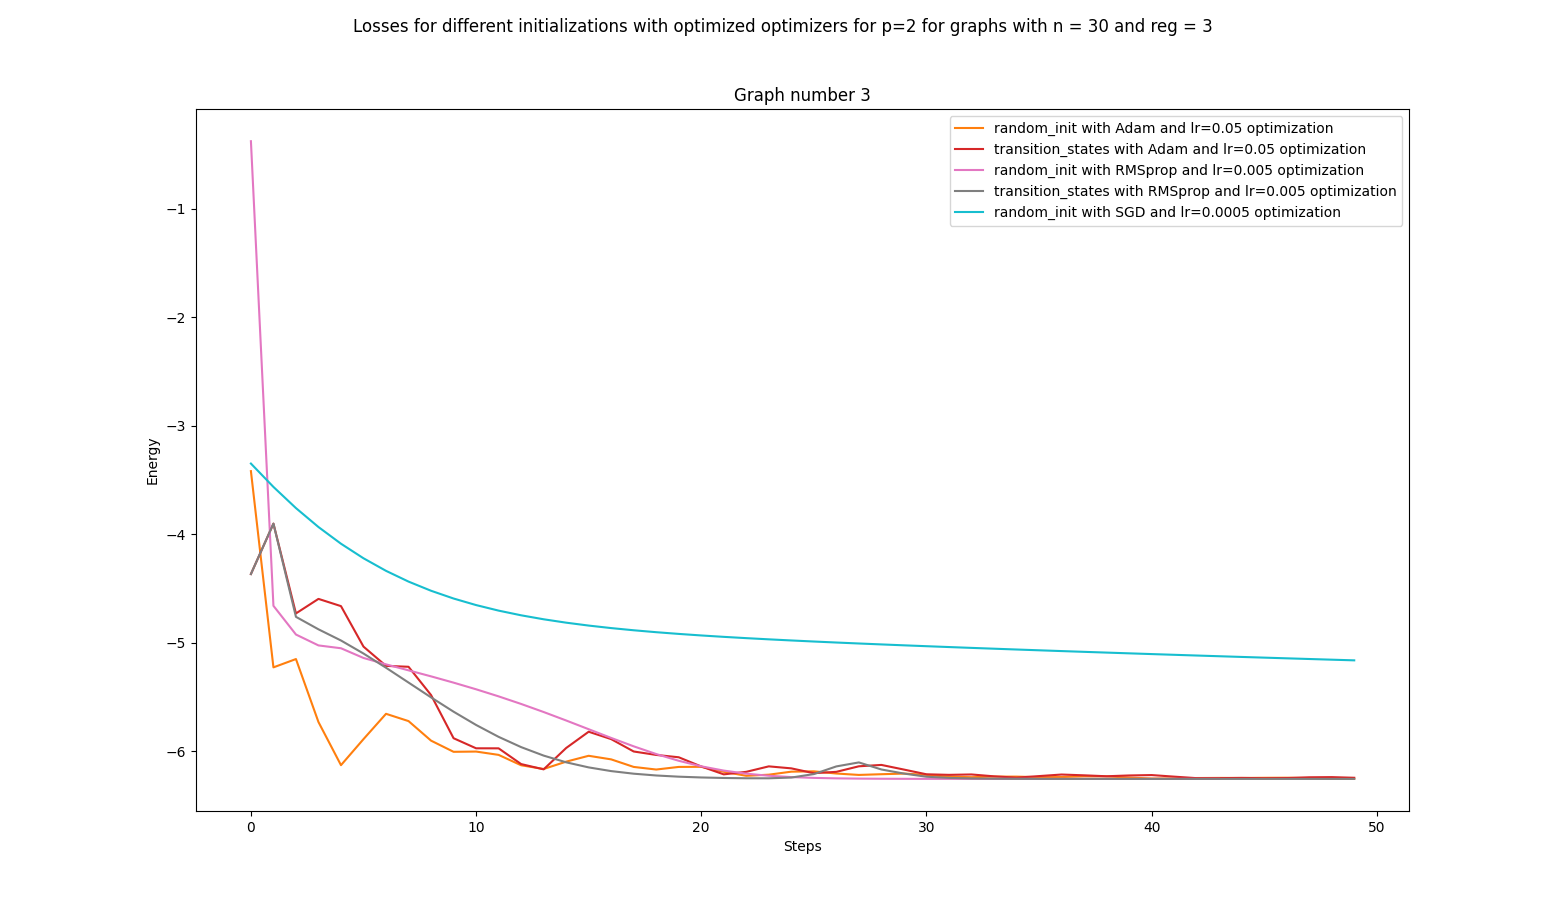 Losses for different initializations with optimized optimizers for p=2 for graphs with n = 30 and reg = 3
Graph number 3
random_init with Adam and lr=0.05 optimization
transition_states with Adam and lr=0.05 optimization
random_init with RMSprop and lr=0.005 optimization
transition_states with RMSprop and lr=0.005 optimization
random_init with SGD and lr=0.0005 optimization
Energy
−1
−2
−3
−4
−5
−6
0 10 20 30 40 50
Steps